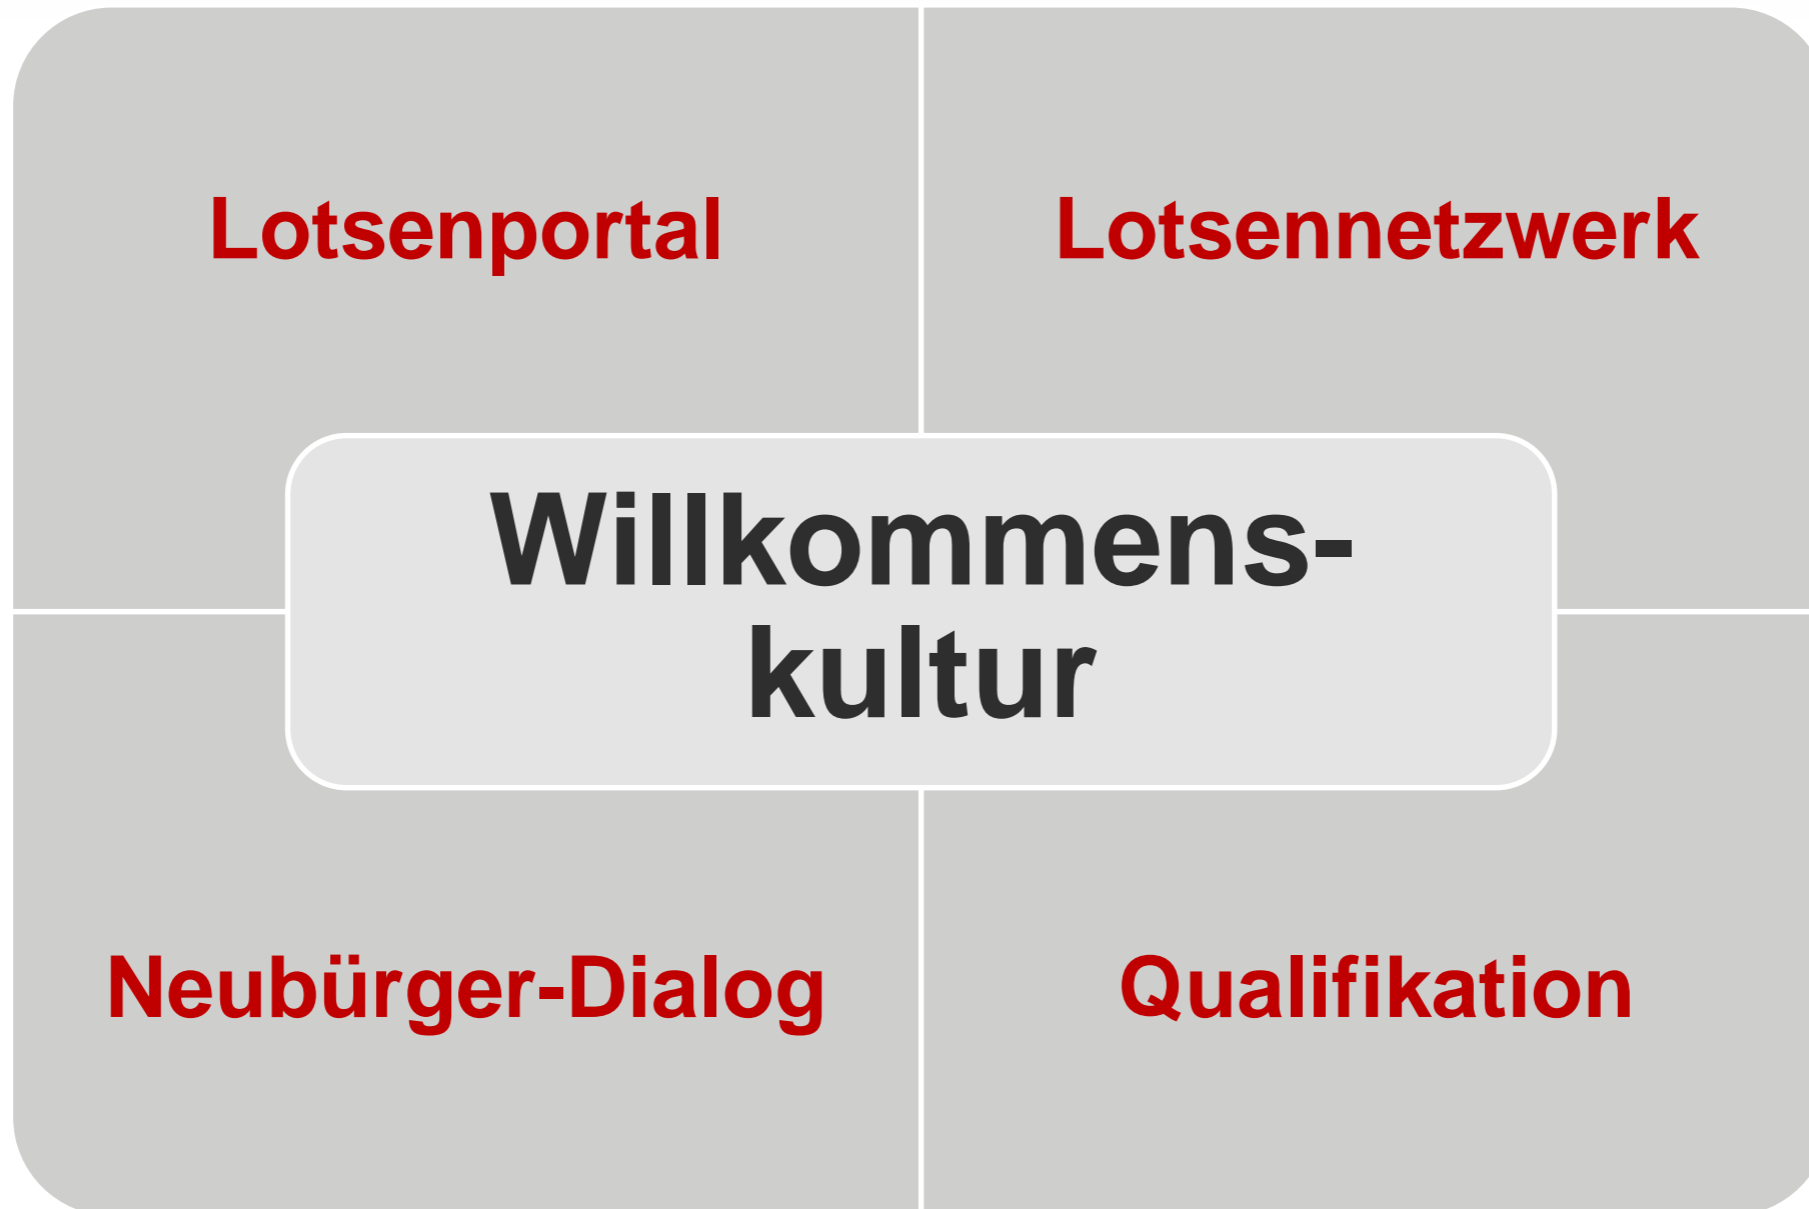 Lotsenportal
Lotsennetzwerk
Willkommens-
kultur
Neubürger-Dialog
Qualifikation